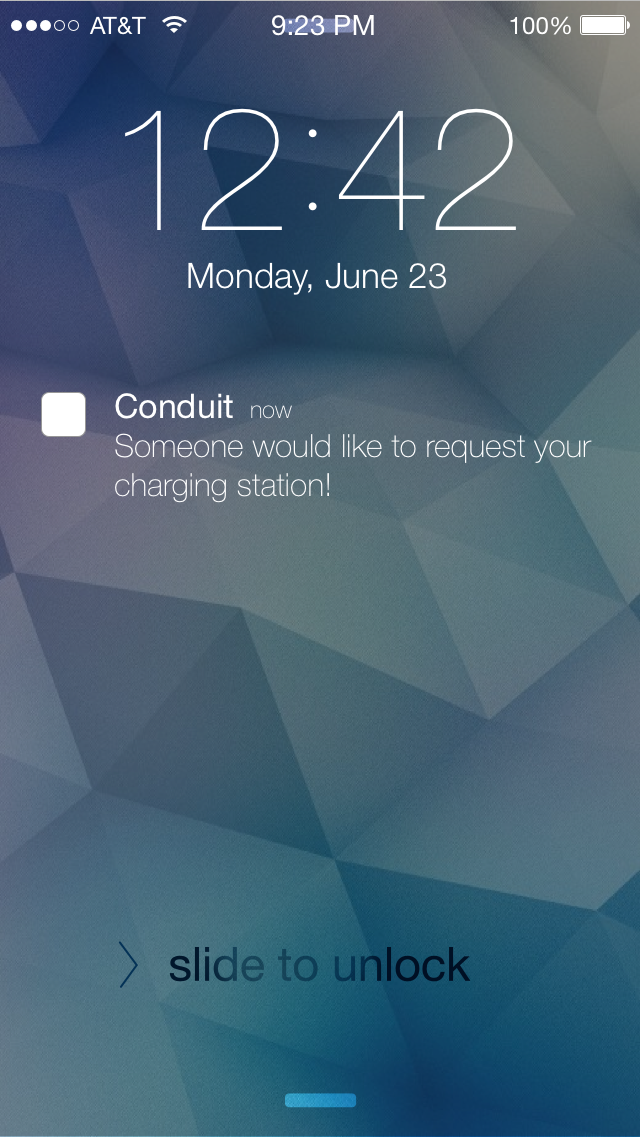 AT&T 9:23 PM 100%
12:42
Monday, June 23
Conduit now
Someone would like to request your
charging station!
slide to unlock